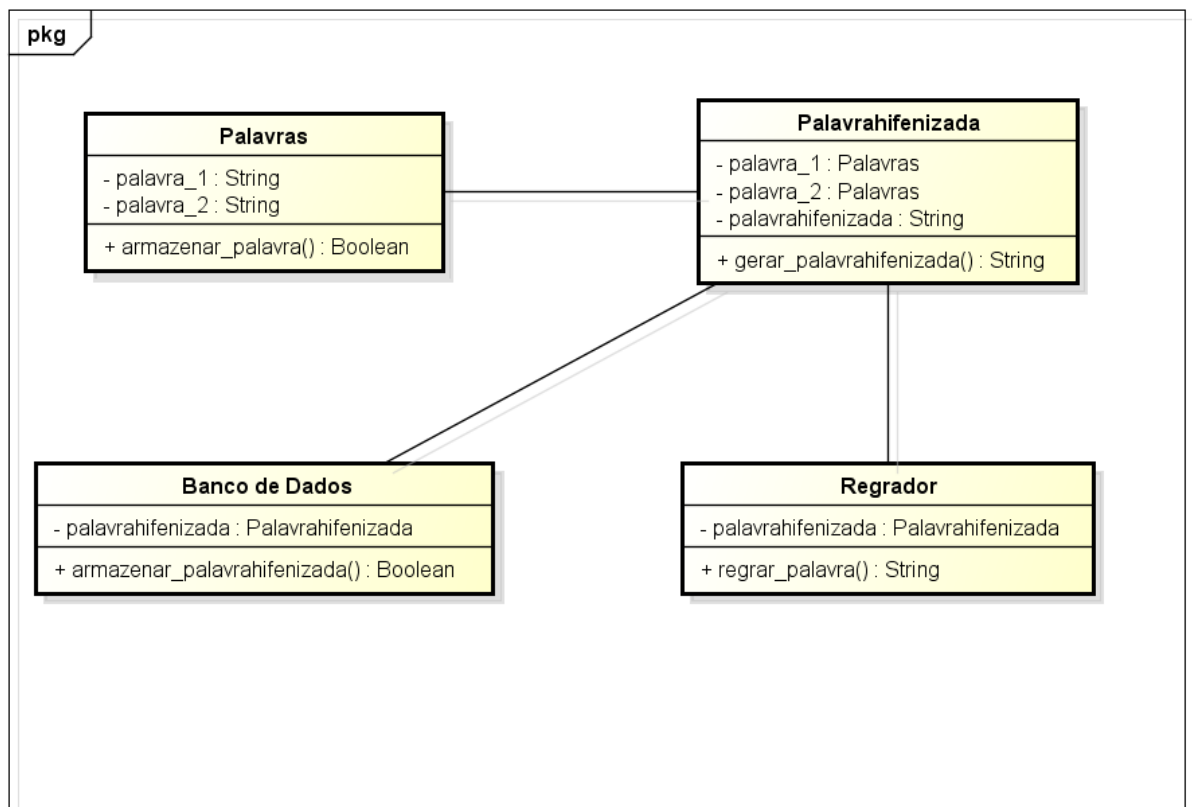 pkg
Palavras
- palavra_1 : String
- palavra_2 : String
+ armazenar_palavra() : Boolean
Palavrahifenizada
- palavra_1 : Palavras
- palavra_2 : Palavras
- palavrahifenizada : String
+ gerar_palavrahifenizada() : String
Banco de Dados
- palavrahifenizada : Palavrahifenizada
+ armazenar_palavrahifenizada() : Boolean
Regrador
- palavrahifenizada : Palavrahifenizada
+ regrar_palavra() : String